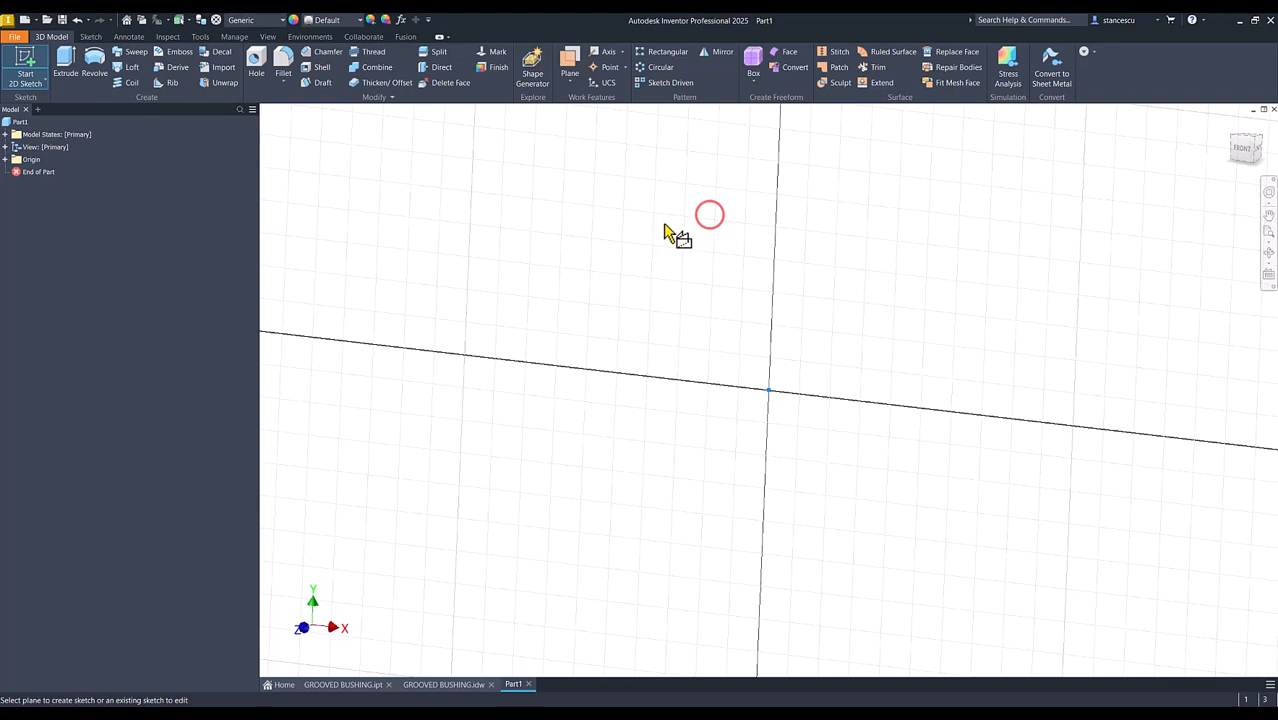 Generic
Default
Autodesk Inventor Professional 2025 Part1
Search Help & Commands...
stancescu
File 3D Model Sketch Annotate Inspect Tools Manage View Environments Collaborate Fusion
Start 2D Sketch
Sketch
Extrude
Revolve
Sweep Emboss Decal
Loft Derive Import
Coil Rib Unwrap
Create
Hole
Fillet
Chamfer Thread Split Mark
Shell Combine Direct Finish
Draft Thicken/ Offset Delete Face
Modify
Shape Generator
Explore
Plane
Axis
Point
UCS
Work Features
Rectangular Mirror
Circular
Sketch Driven
Pattern
Box
Face
Convert
Create Freeform
Stitch Ruled Surface Replace Face
Patch Trim Repair Bodies
Sculpt Extend Fit Mesh Face
Surface
Stress Analysis
Simulation
Convert to Sheet Metal
Convert
Model
Part1
Model States: [Primary]
View: [Primary]
Origin
End of Part
FRONT
Y
Z
X
Home GROOVED BUSHING.ipt GROOVED BUSHING.idw Part1
Select plane to create sketch or an existing sketch to edit
1 3